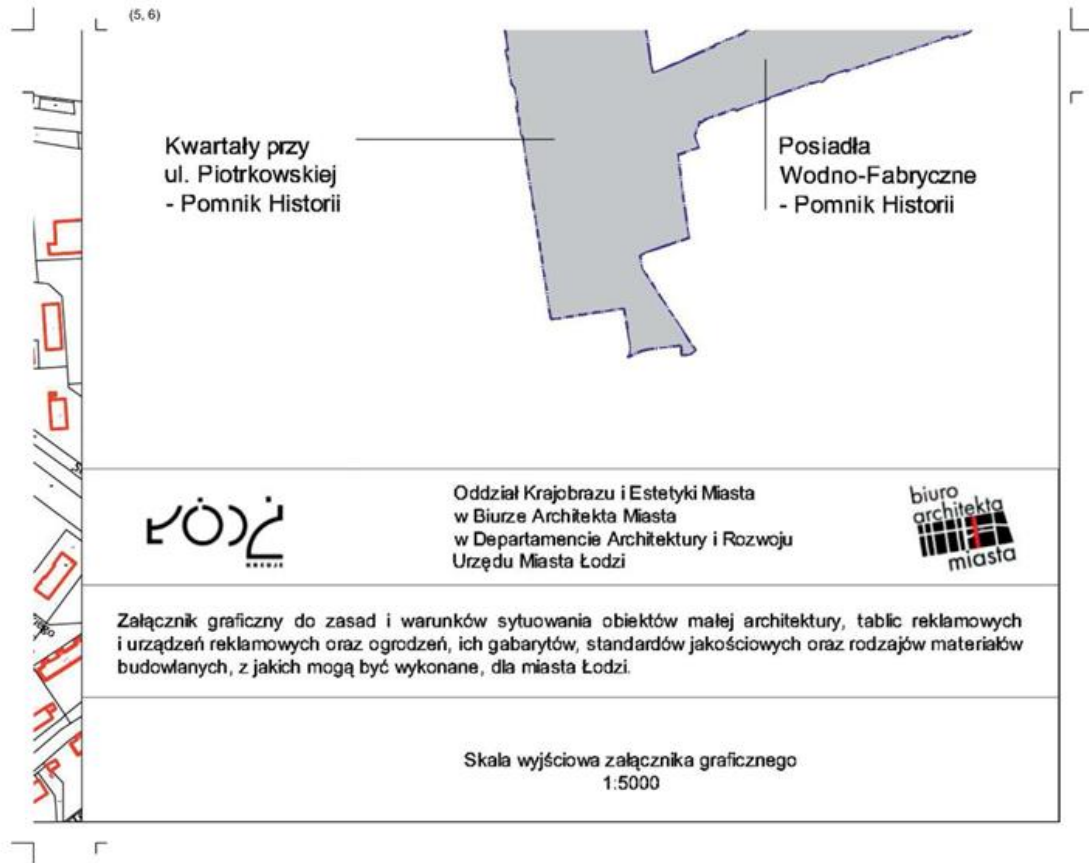 (5, 6)
Kwartały przy
ul. Piotrkowskiej
- Pomnik Historii
Posiadła
Wodno-Fabryczne
- Pomnik Historii
ŁÓDŹ
KREUJE
Oddział Krajobrazu i Estetyki Miasta
w Biurze Architekta Miasta
w Departamencie Architektury i Rozwoju
Urzędu Miasta Łodzi
biuro
architekta
miasta
Załącznik graficzny do zasad i warunków sytuowania obiektów małej architektury, tablic reklamowych
i urządzeń reklamowych oraz ogrodzeń, ich gabarytów, standardów jakościowych oraz rodzajów materiałów
budowlanych, z jakich mogą być wykonane, dla miasta Łodzi.
Skala wyjściowa załącznika graficznego
1:5000